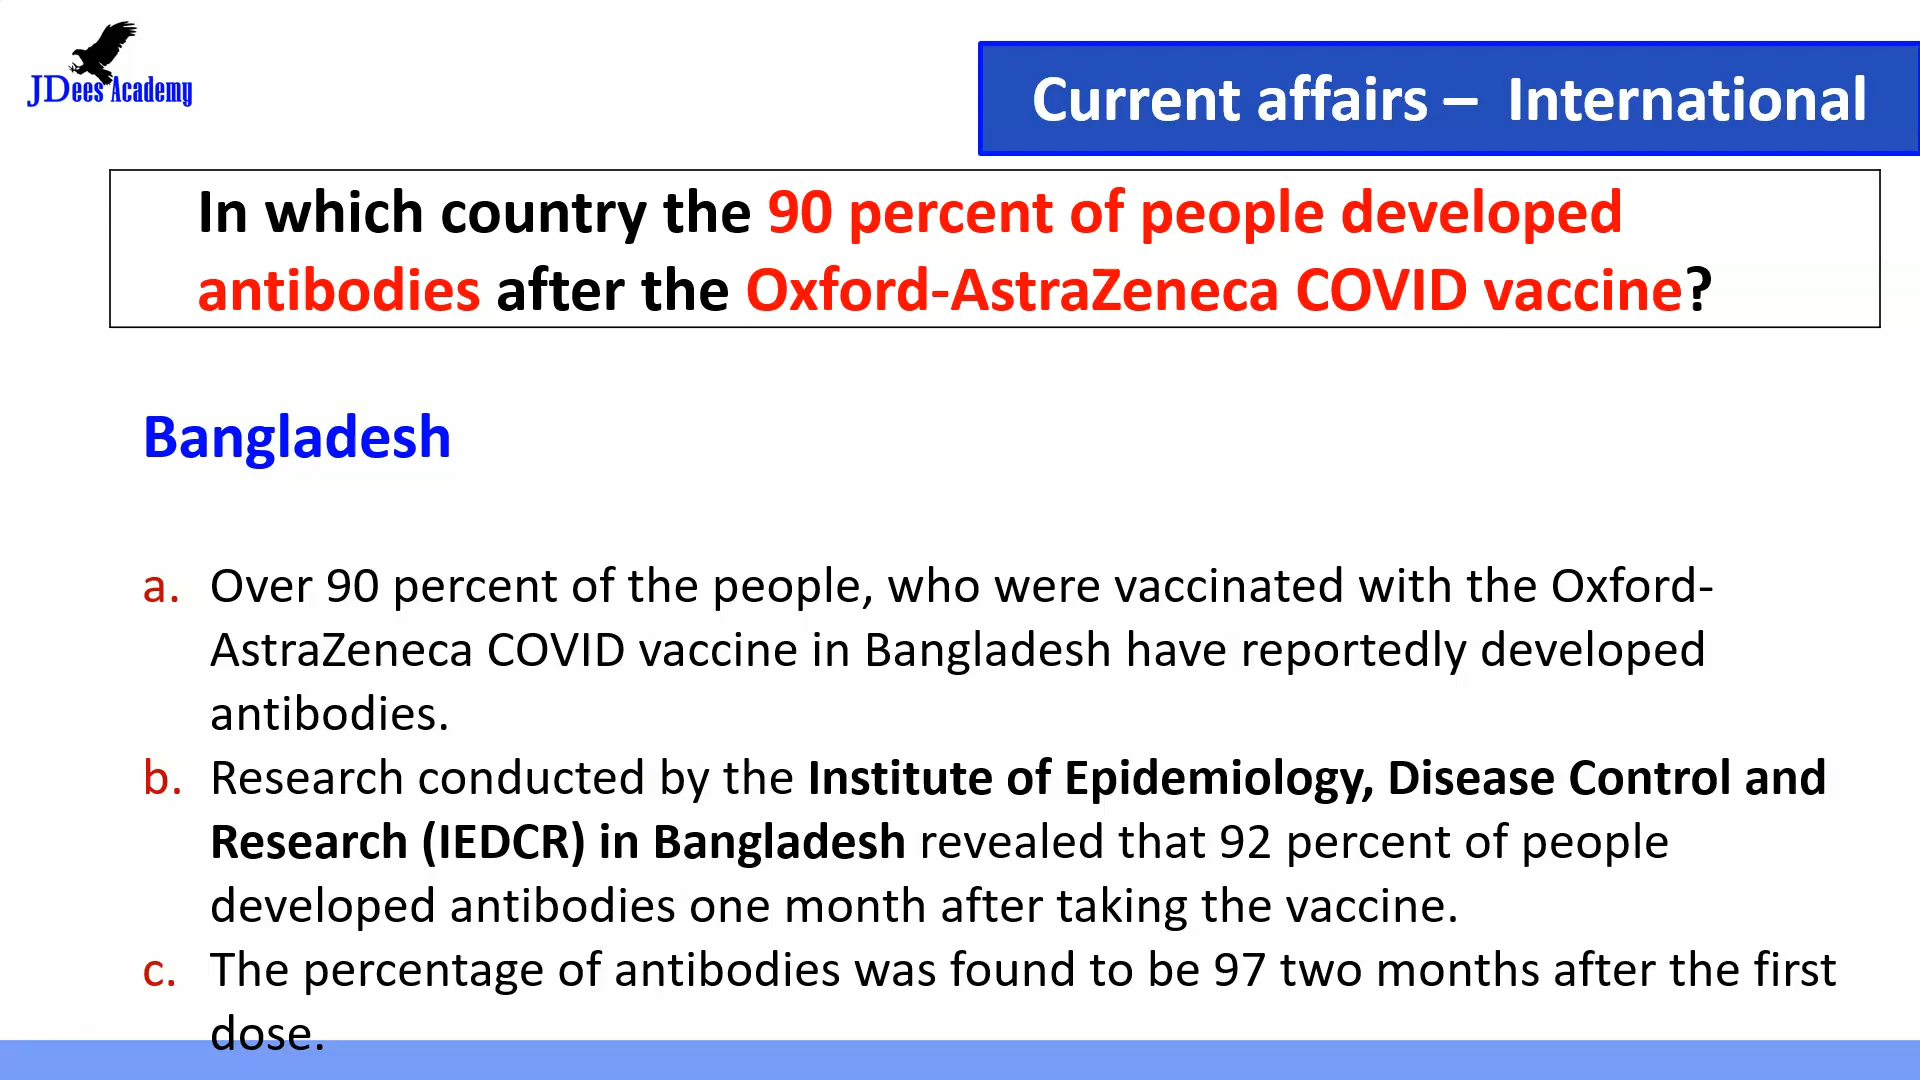 JDees Academy
Current affairs – International
In which country the 90 percent of people developed
antibodies after the Oxford-AstraZeneca COVID vaccine?
Bangladesh
a. Over 90 percent of the people, who were vaccinated with the Oxford-
AstraZeneca COVID vaccine in Bangladesh have reportedly developed
antibodies.
b. Research conducted by the Institute of Epidemiology, Disease Control and
Research (IEDCR) in Bangladesh revealed that 92 percent of people
developed antibodies one month after taking the vaccine.
c. The percentage of antibodies was found to be 97 two months after the first
dose.